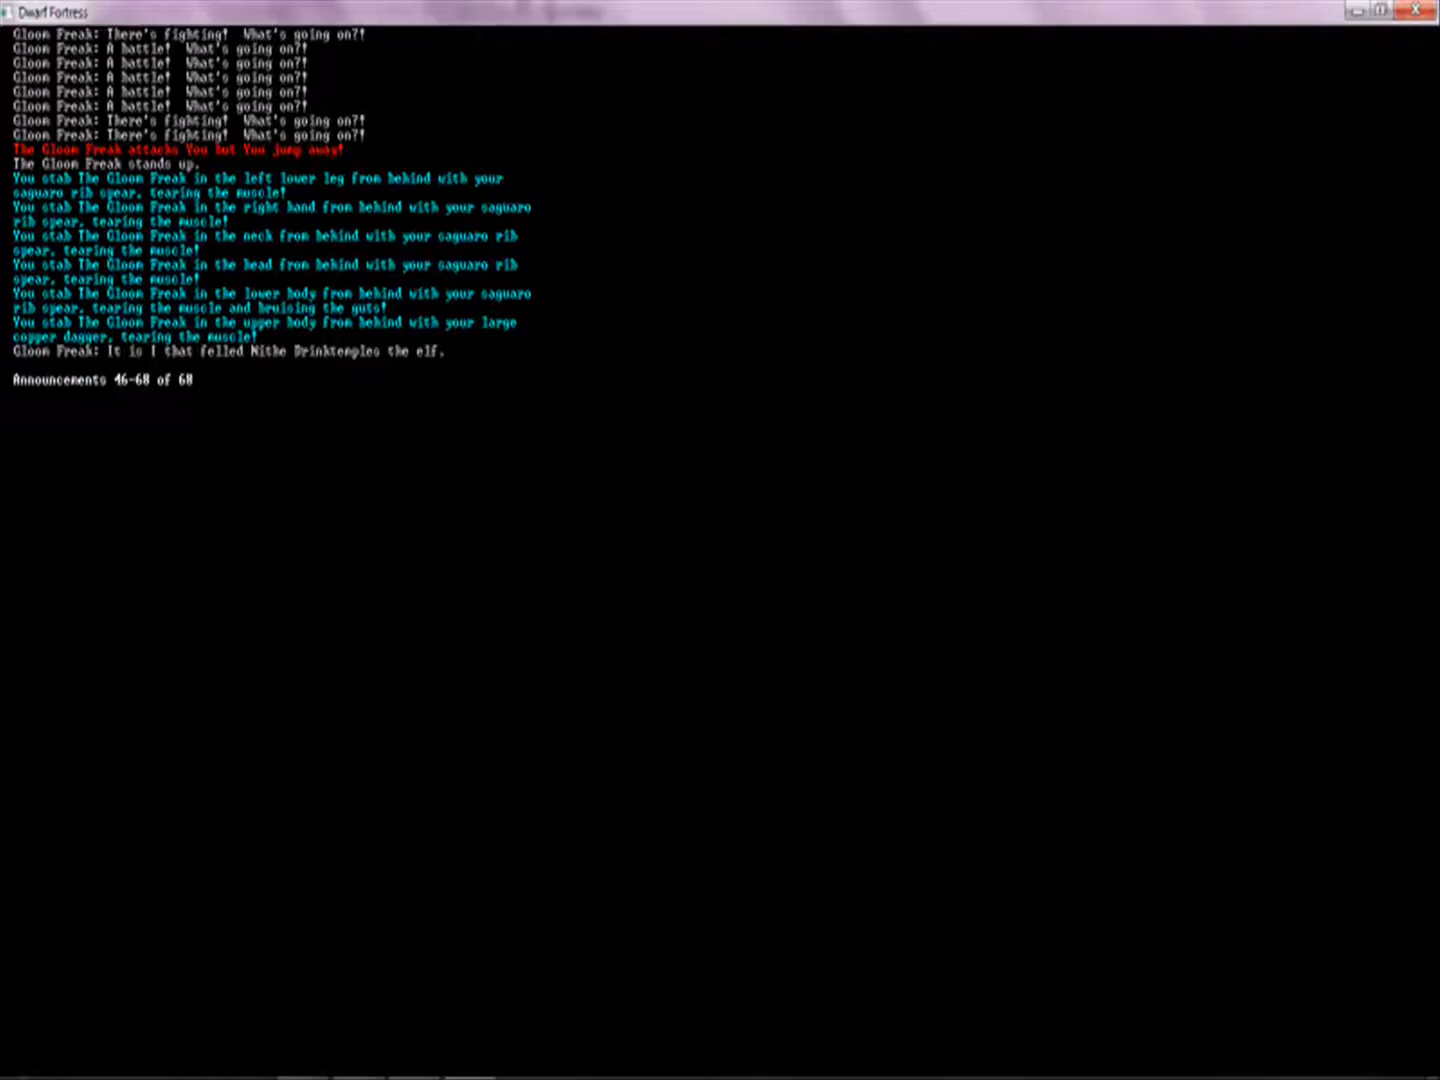 Dwarf Fortress
Gloom Freak: There's fighting!  What's going on?!
Gloom Freak: A battle!  What's going on?!
Gloom Freak: A battle!  What's going on?!
Gloom Freak: A battle!  What's going on?!
Gloom Freak: A battle!  What's going on?!
Gloom Freak: A battle!  What's going on?!
Gloom Freak: There's fighting!  What's going on?!
Gloom Freak: There's fighting!  What's going on?!
The Gloom Freak attacks You but You jump away!
The Gloom Freak stands up.
You stab The Gloom Freak in the left lower leg from behind with your
saguaro rib spear, tearing the muscle!
You stab The Gloom Freak in the right hand from behind with your saguaro
rib spear, tearing the muscle!
You stab The Gloom Freak in the neck from behind with your saguaro rib
spear, tearing the muscle!
You stab The Gloom Freak in the head from behind with your saguaro rib
spear, tearing the muscle!
You stab The Gloom Freak in the lower body from behind with your saguaro
rib spear, tearing the muscle and bruising the guts!
You stab The Gloom Freak in the upper body from behind with your large
copper dagger, tearing the muscle!
Gloom Freak: It is I that felled Nithe Drinktemples the elf.
Announcements 46-68 of 68